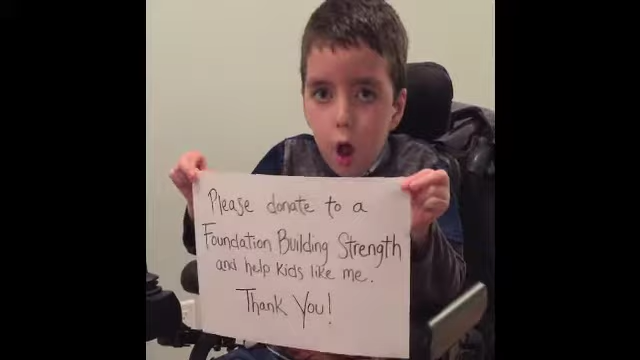 Please donate to a
Foundation Building Strength
and help kids like me.
Thank You!